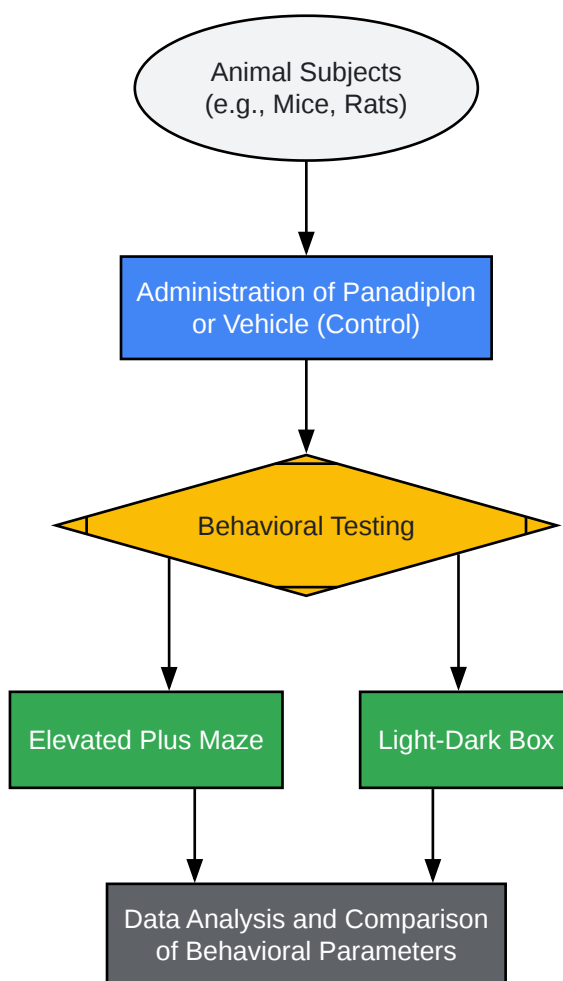 Animal Subjects
(e.g., Mice, Rats)
Administration of Panadiplon
or Vehicle (Control)
Behavioral Testing
Elevated Plus Maze
Light-Dark Box
Data Analysis and Comparison
of Behavioral Parameters